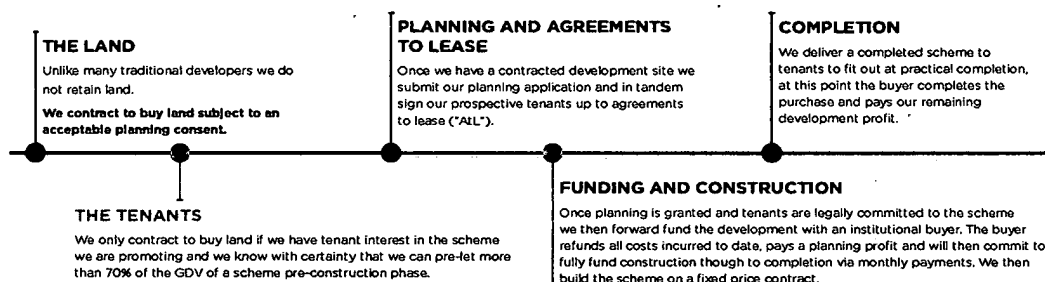 THE LAND
Unlike many traditional developers we do
not retain land.
We contract to buy land subject to an
acceptable planning consent.
THE TENANTS
We only contract to buy land if we have tenant interest in the scheme
we are promoting and we know with certainty that we can pre-let more
than 70% of the GDV of a scheme pre-construction phase.
PLANNING AND AGREEMENTS
TO LEASE
Once we have a contracted development site we
submit our planning application and in tandem
sign our prospective tenants up to agreements
to lease ("AtL").
FUNDING AND CONSTRUCTION
Once planning is granted and tenants are legally committed to the scheme
we then forward fund the development with an institutional buyer. The buyer
refunds all costs incurred to date, pays a planning profit and will then commit to
fully fund construction though to completion via monthly payments. We then
build the scheme on a fixed price contract.
COMPLETION
We deliver a completed scheme to
tenants to fit out at practical completion,
at this point the buyer completes the
purchase and pays our remaining
development profit.